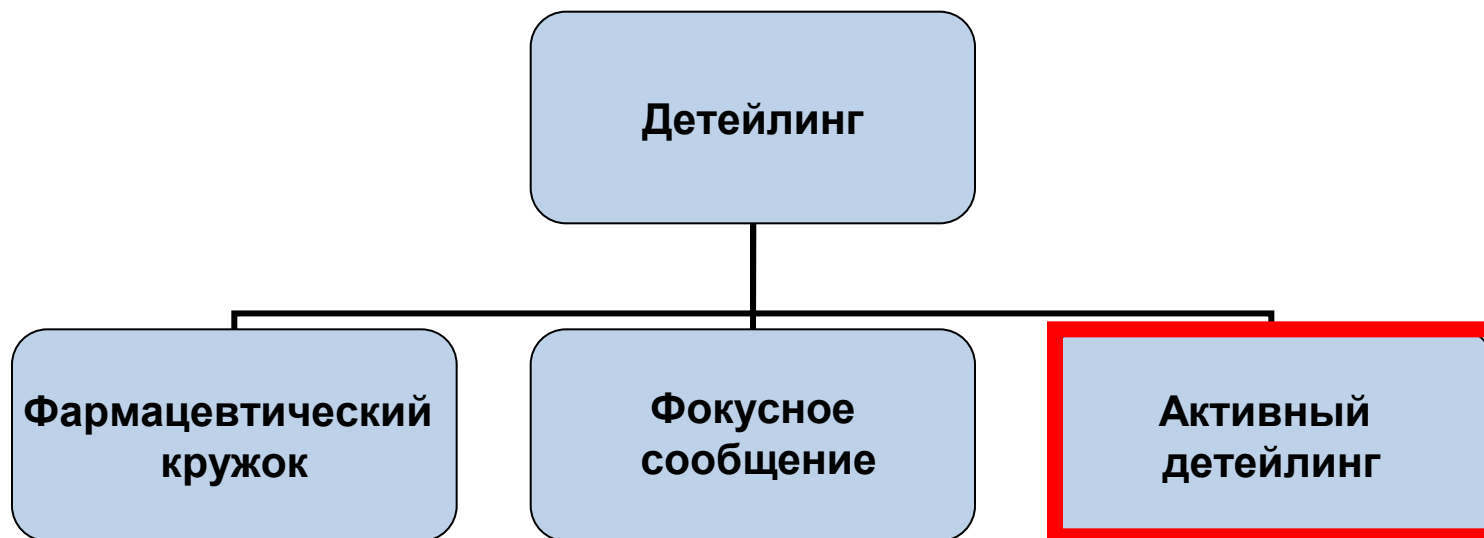 Детейлинг
Фармацевтический
кружок
Фокусное
сообщение
Активный
детейлинг